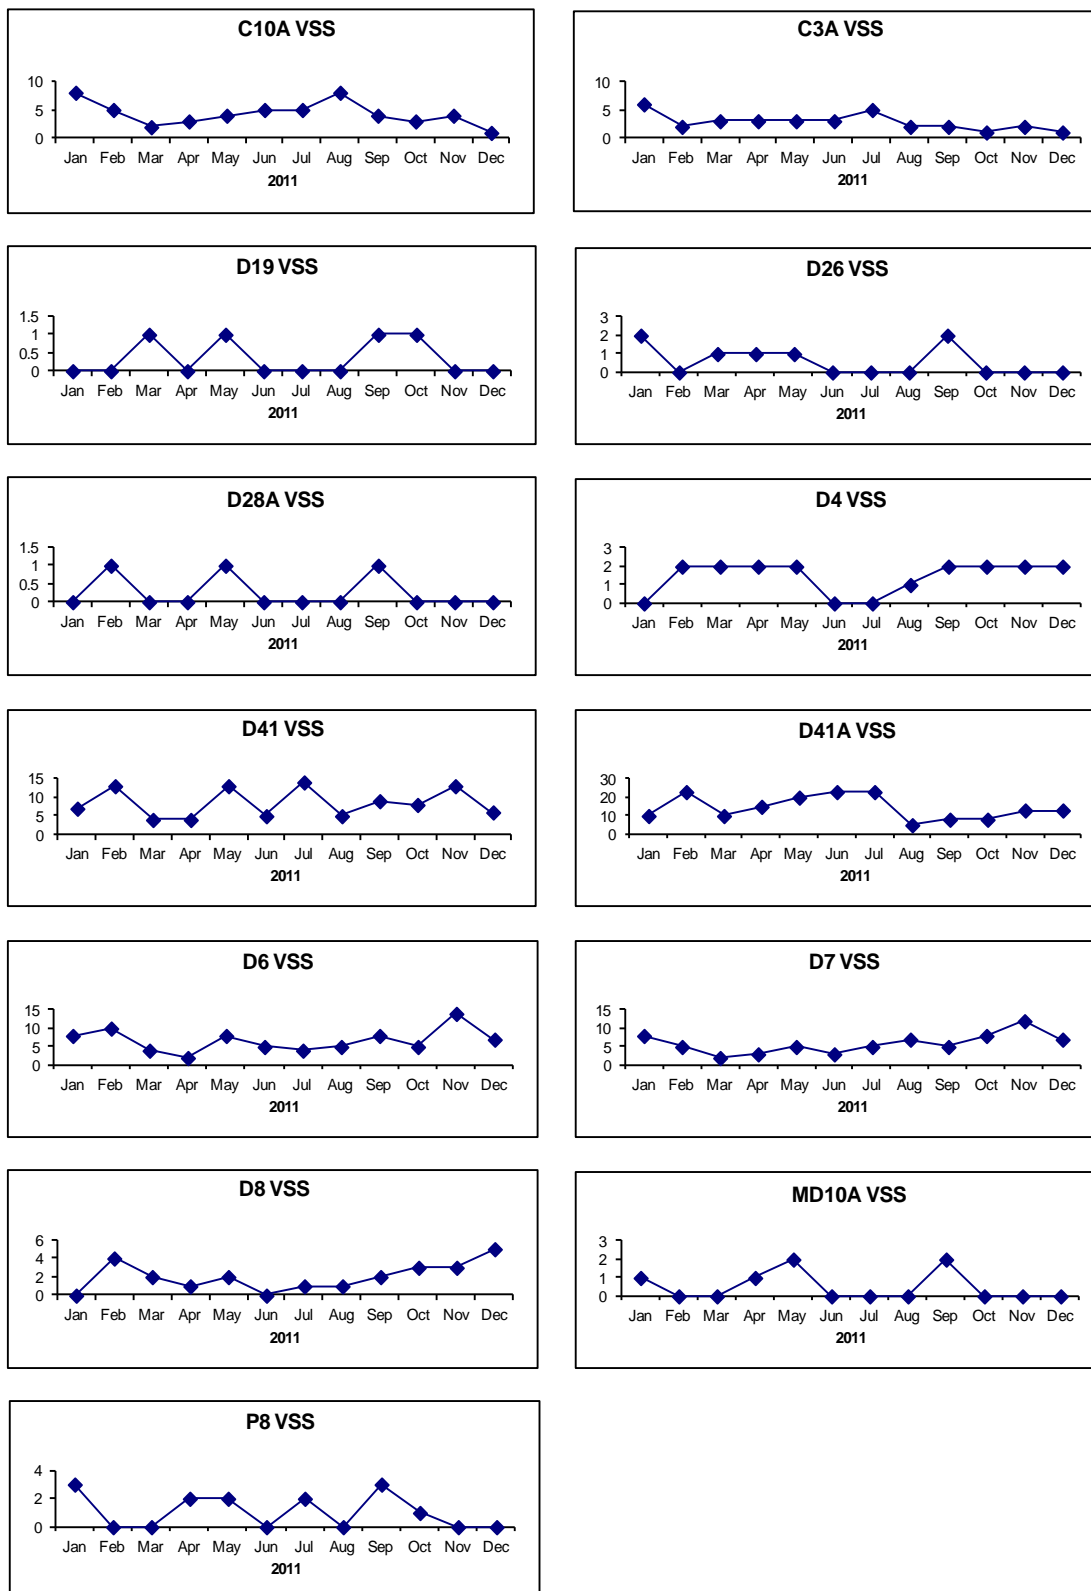 C10A VSS
10
5
0
Jan Feb Mar Apr May Jun Jul Aug Sep Oct Nov Dec
2011
C3A VSS
10
5
0
Jan Feb Mar Apr May Jun Jul Aug Sep Oct Nov Dec
2011
D19 VSS
1.5
1
0.5
0
Jan Feb Mar Apr May Jun Jul Aug Sep Oct Nov Dec
2011
D26 VSS
3
2
1
0
Jan Feb Mar Apr May Jun Jul Aug Sep Oct Nov Dec
2011
D28A VSS
1.5
1
0.5
0
Jan Feb Mar Apr May Jun Jul Aug Sep Oct Nov Dec
2011
D4 VSS
3
2
1
0
Jan Feb Mar Apr May Jun Jul Aug Sep Oct Nov Dec
2011
D41 VSS
15
10
5
0
Jan Feb Mar Apr May Jun Jul Aug Sep Oct Nov Dec
2011
D41A VSS
30
20
10
0
Jan Feb Mar Apr May Jun Jul Aug Sep Oct Nov Dec
2011
D6 VSS
15
10
5
0
Jan Feb Mar Apr May Jun Jul Aug Sep Oct Nov Dec
2011
D7 VSS
15
10
5
0
Jan Feb Mar Apr May Jun Jul Aug Sep Oct Nov Dec
2011
D8 VSS
6
4
2
0
Jan Feb Mar Apr May Jun Jul Aug Sep Oct Nov Dec
2011
MD10A VSS
3
2
1
0
Jan Feb Mar Apr May Jun Jul Aug Sep Oct Nov Dec
2011
P8 VSS
4
2
0
Jan Feb Mar Apr May Jun Jul Aug Sep Oct Nov Dec
2011